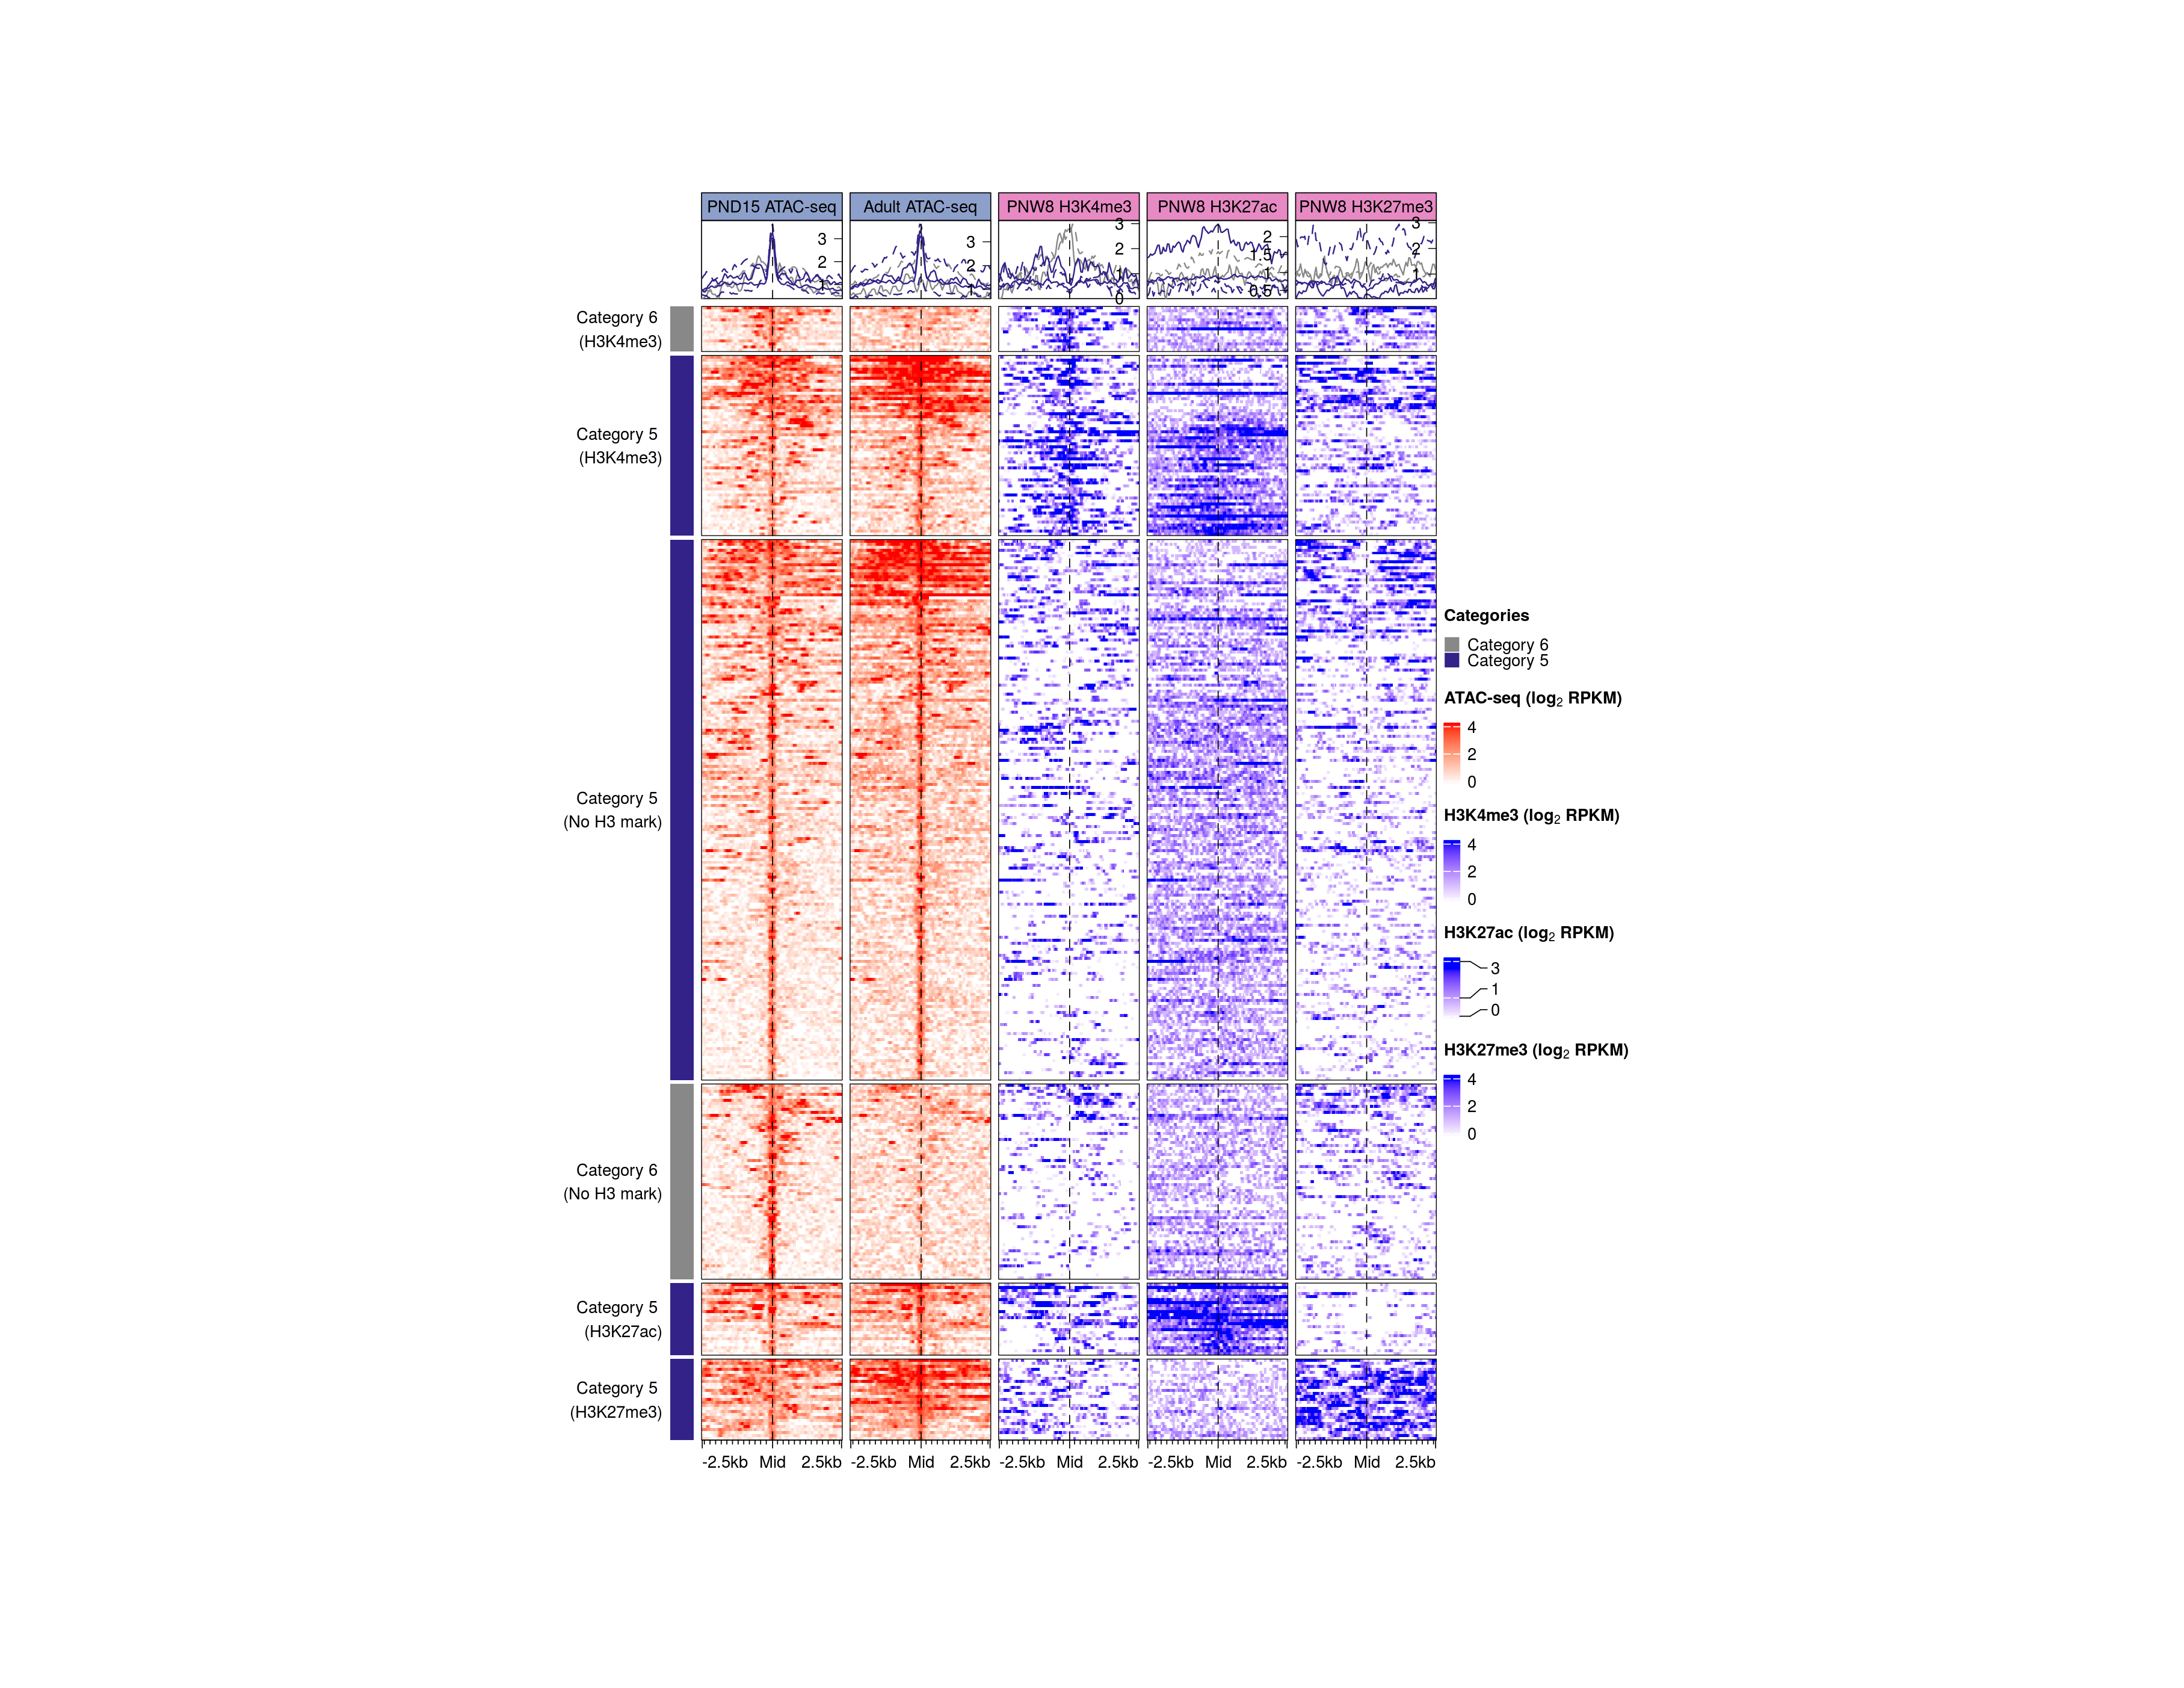 PND15 ATAC-seq Adult ATAC-seq PNW8 H3K4me3 PNW8 H3K27ac PNW8 H3K27me3
3 2 1
3 2 1
3 2 1 0
2 1.5 1 0.5
3 2 1
Category 6
(H3K4me3)
Category 5
(H3K4me3)
Category 5
(No H3 mark)
Category 6
(No H3 mark)
Category 5
(H3K27ac)
Category 5
(H3K27me3)
-2.5kb Mid 2.5kb -2.5kb Mid 2.5kb -2.5kb Mid 2.5kb -2.5kb Mid 2.5kb -2.5kb Mid 2.5kb
Categories
Category 6
Category 5
ATAC-seq (log₂ RPKM)
4
2
0
H3K4me3 (log₂ RPKM)
4
2
0
H3K27ac (log₂ RPKM)
3
1
0
H3K27me3 (log₂ RPKM)
4
2
0